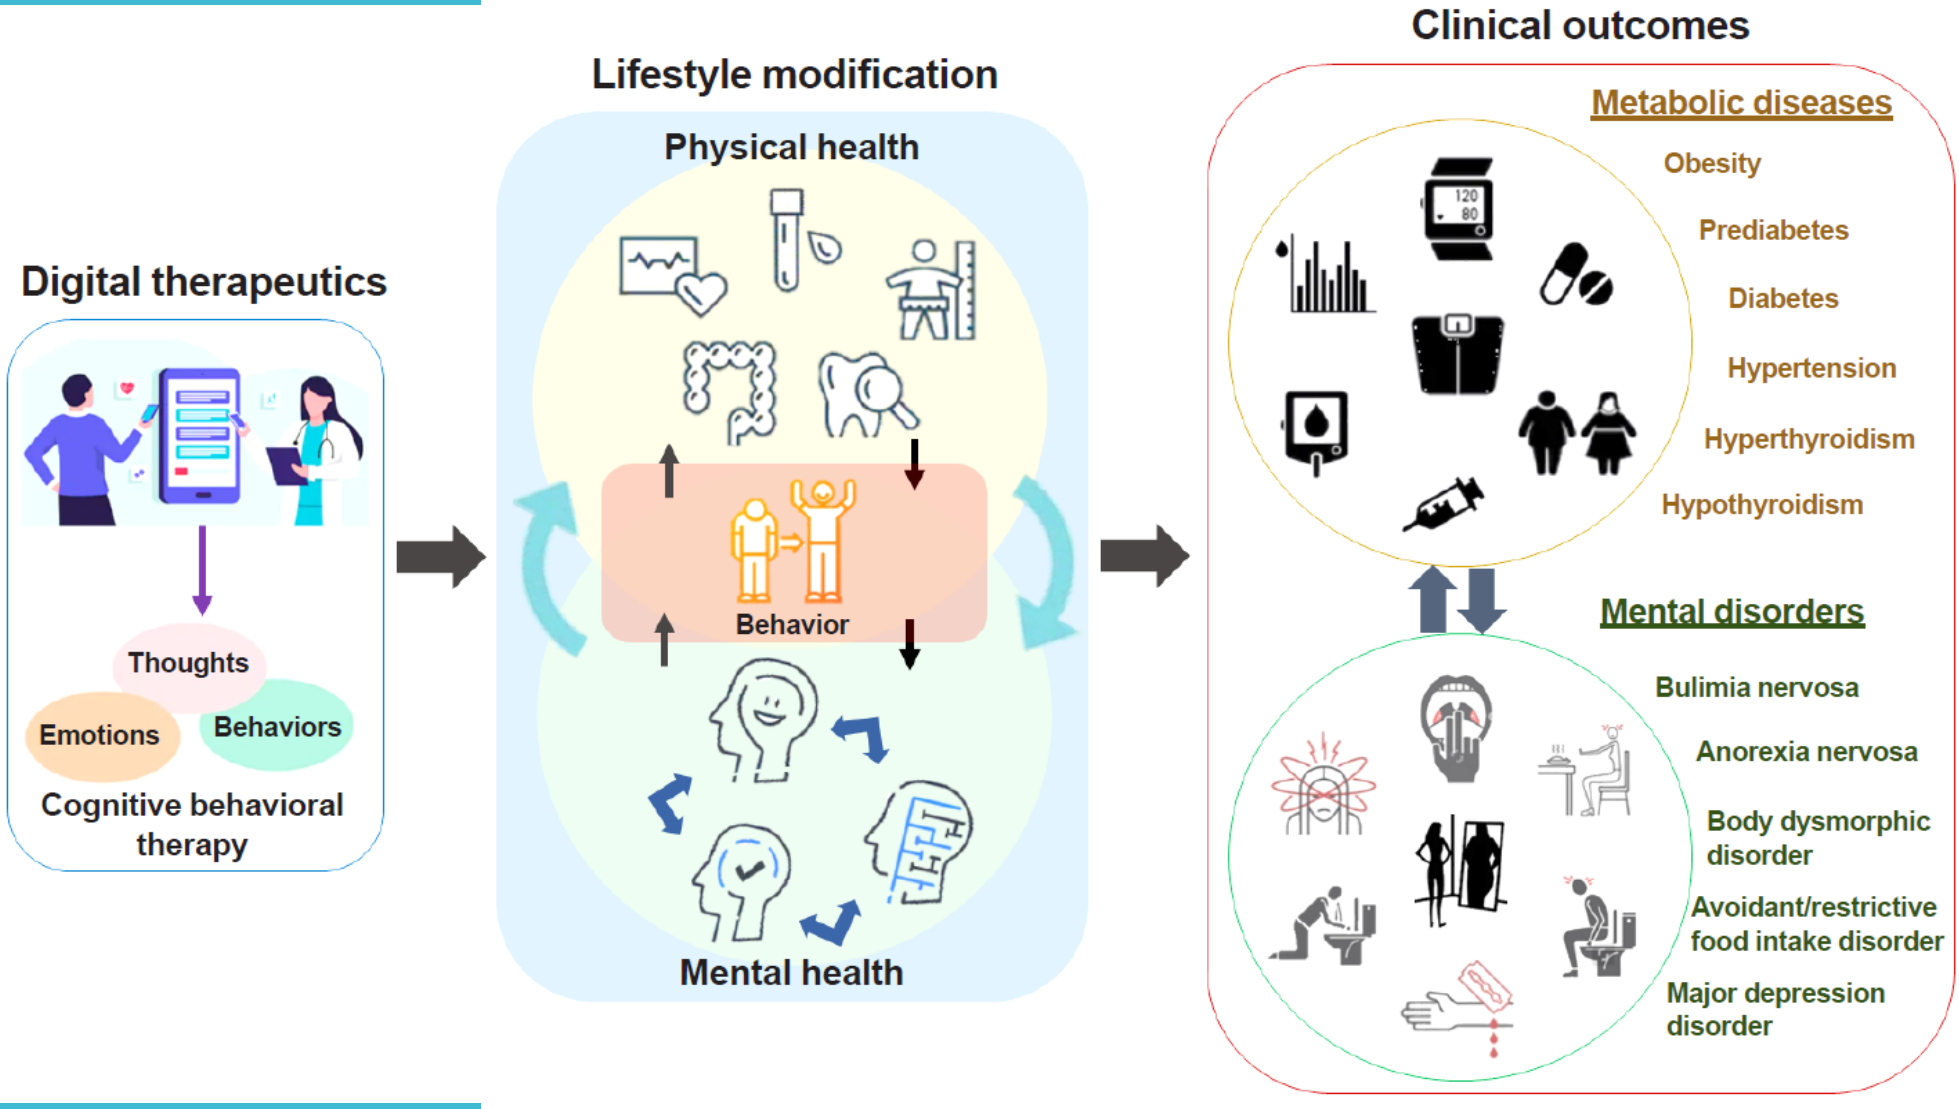 Digital therapeutics
Thoughts
Emotions
Behaviors
Cognitive behavioral
therapy
Lifestyle modification
Physical health
Behavior
Mental health
Clinical outcomes
Metabolic diseases
120
80
Obesity
Prediabetes
Diabetes
Hypertension
Hyperthyroidism
Hypothyroidism
Mental disorders
Bulimia nervosa
Anorexia nervosa
Body dysmorphic
disorder
Avoidant/restrictive
food intake disorder
Major depression
disorder